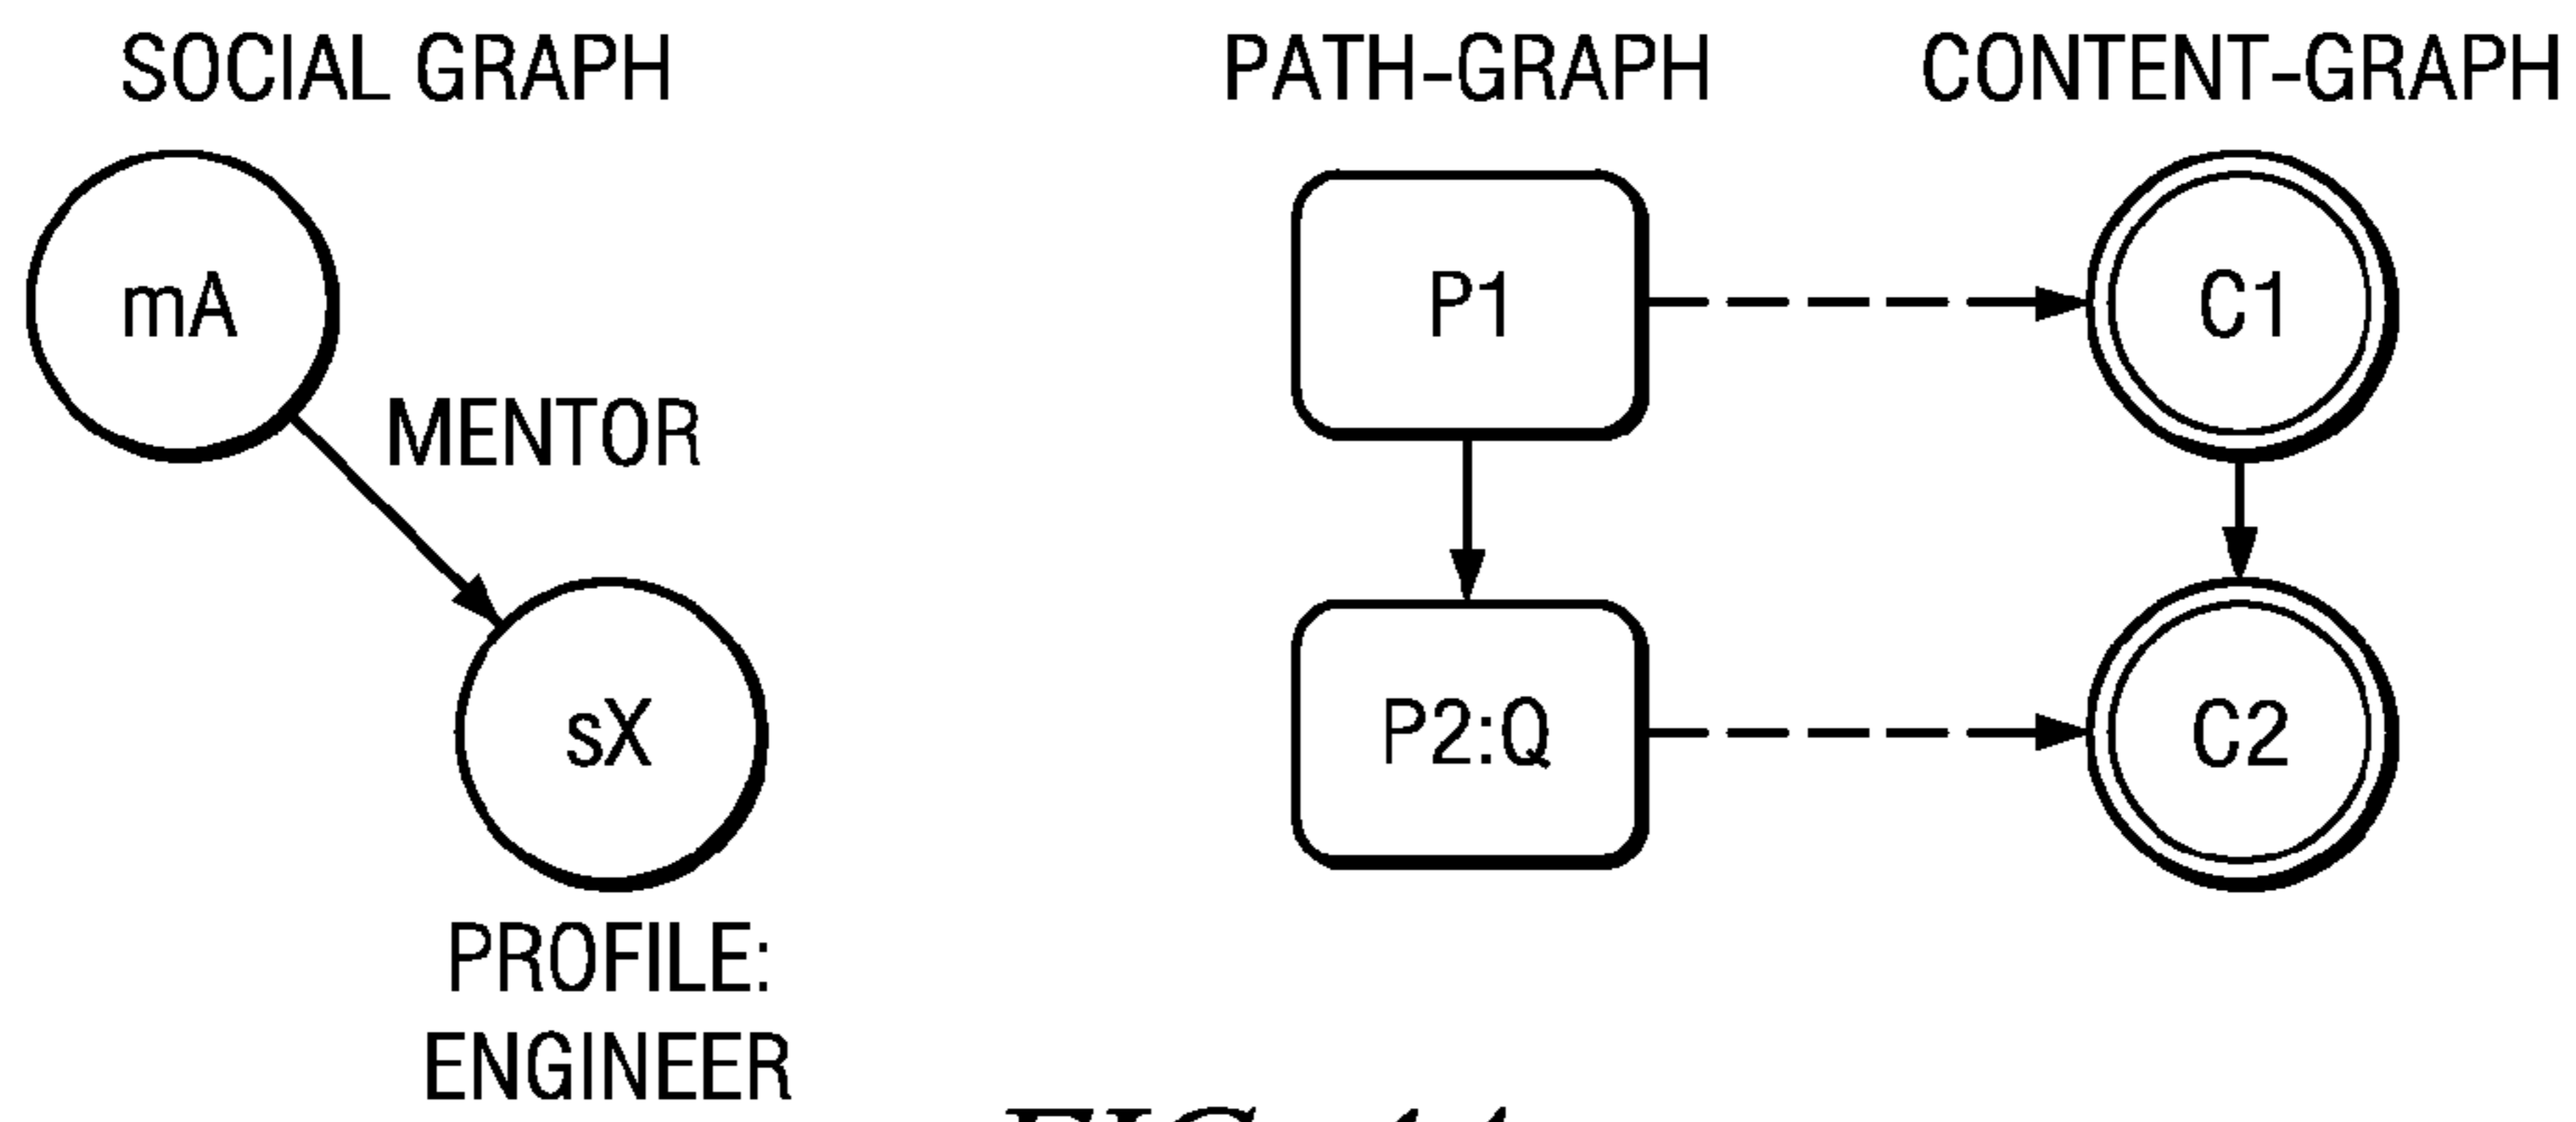 SOCIAL GRAPH
PATH-GRAPH
CONTENT-GRAPH
mA
P1
C1
MENTOR
sX
P2:Q
C2
PROFILE:
ENGINEER